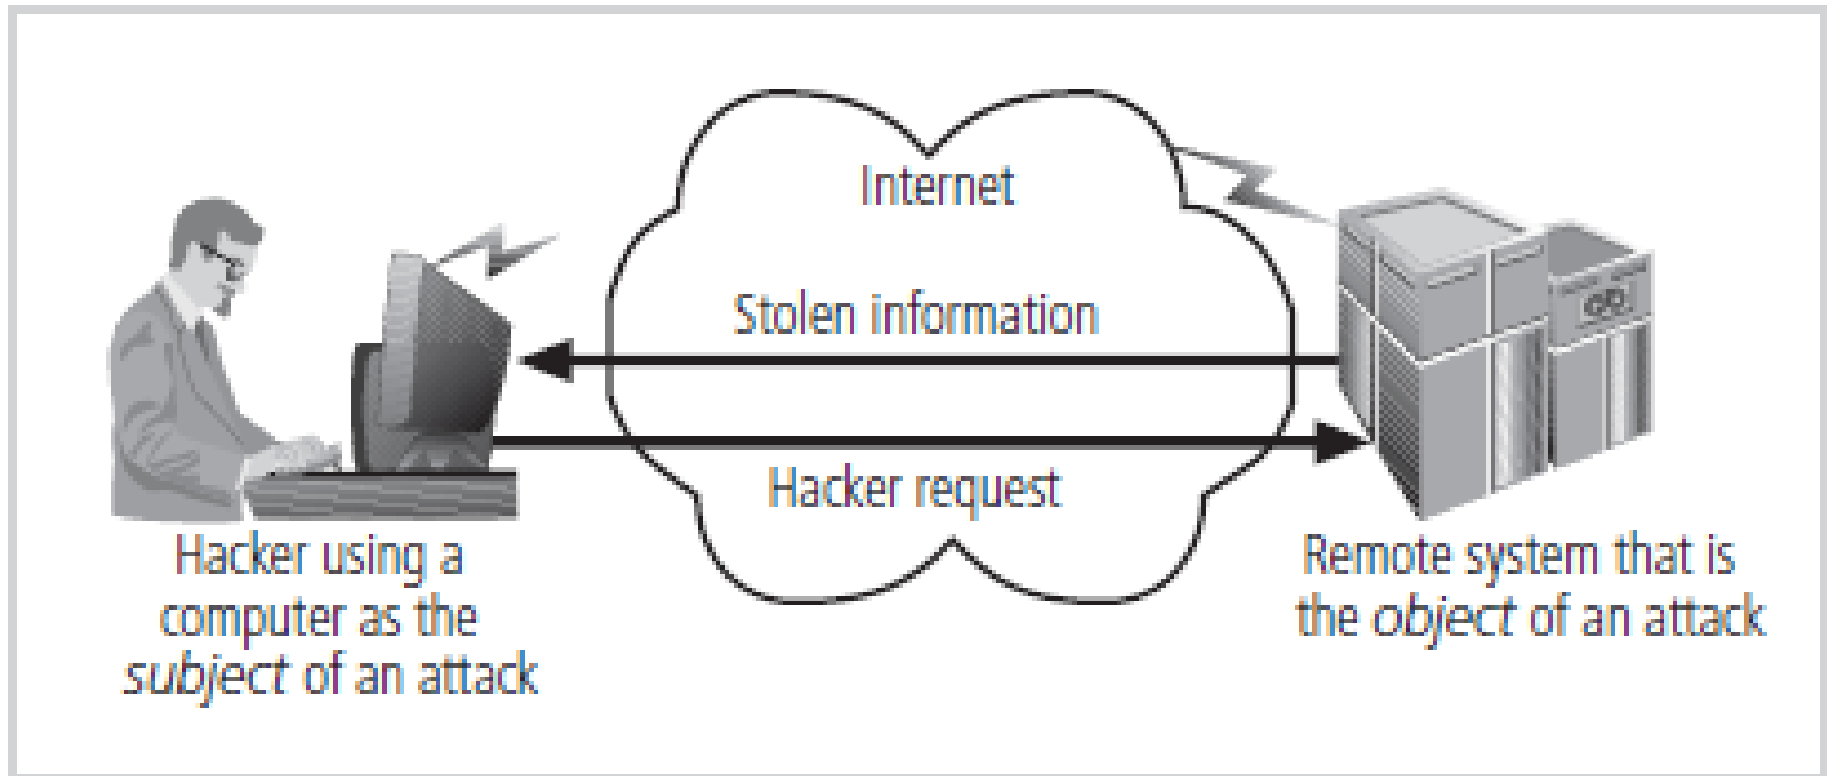 Internet
Stolen information
Hacker request
Hacker using a
computer as the
subject of an attack
Remote system that is
the object of an attack